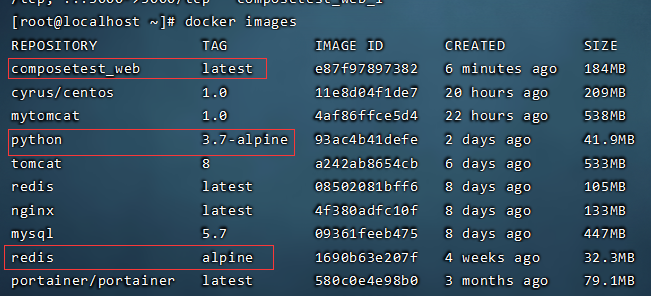 [root@localhost ~]# docker images
REPOSITORY TAG IMAGE ID CREATED SIZE
composetest_web latest e87f97897382 6 minutes ago 184MB
cyrus/centos 1.0 11e8d04f1de7 20 hours ago 209MB
mytomcat 1.0 4af86ffce5d4 22 hours ago 538MB
python 3.7-alpine 93ac4b41defe 2 days ago 41.9MB
tomcat 8 a242ab8654cb 6 days ago 533MB
redis latest 08502081bff6 8 days ago 105MB
nginx latest 4f380adfc10f 8 days ago 133MB
mysql 5.7 09361feeb475 8 days ago 447MB
redis alpine 1690b63e207f 4 weeks ago 32.3MB
portainer/portainer latest 580c0e4e98b0 3 months ago 79.1MB